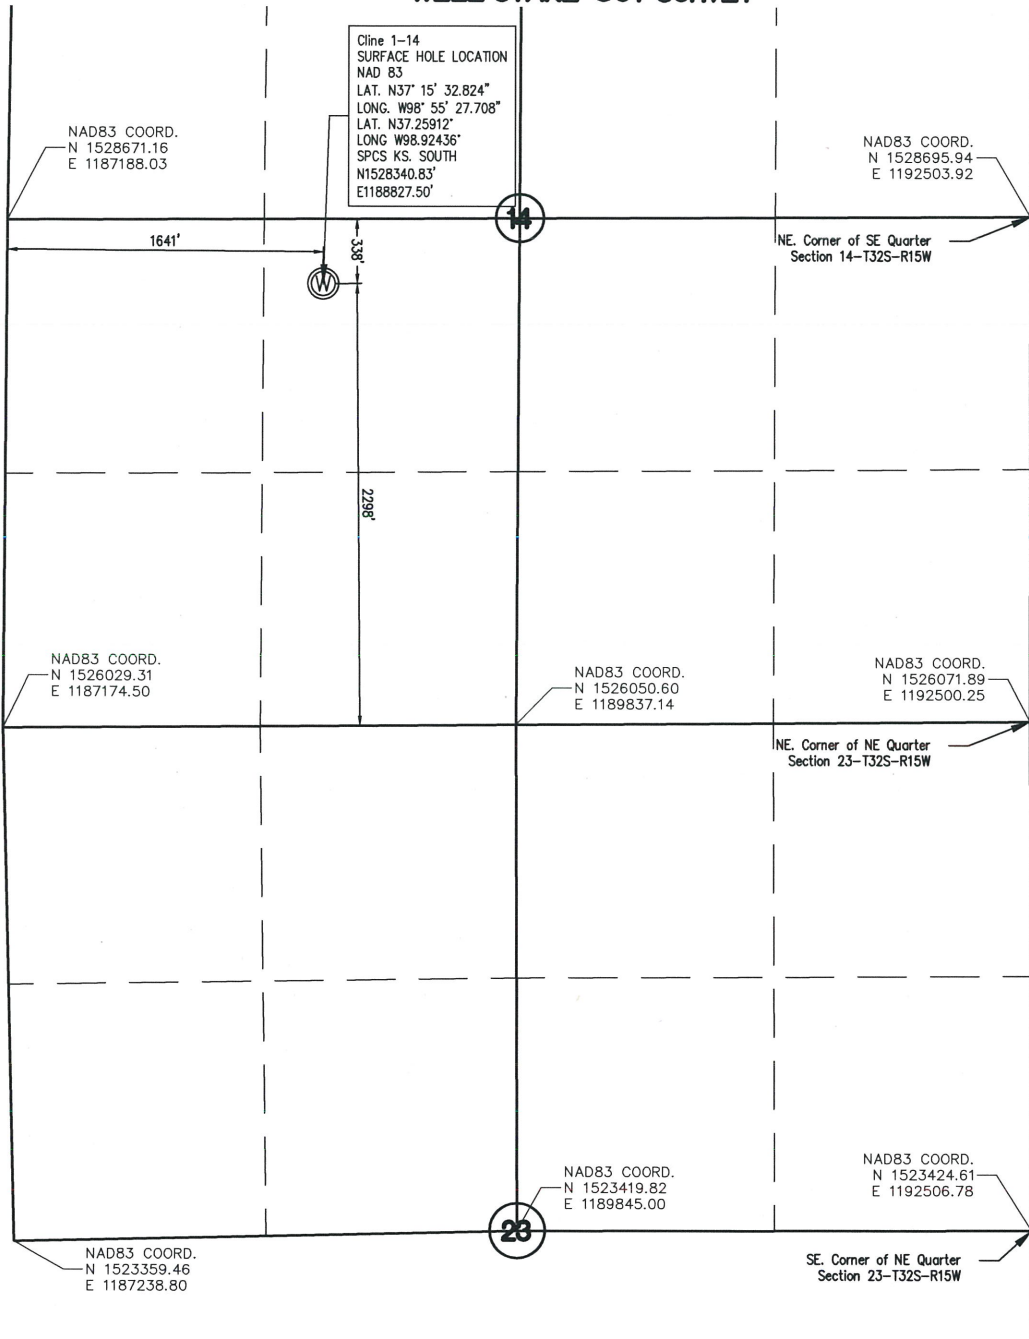 Cline 1-14
SURFACE HOLE LOCATION
NAD 83
LAT. N37° 15' 32.824"
LONG. W98° 55' 27.708"
LAT. N37.25912°
LONG W98.92436°
SPCS KS. SOUTH
N1528340.83'
E1188827.50'
NAD83 COORD.
N 1528671.16
E 1187188.03
NAD83 COORD.
N 1528695.94
E 1192503.92
14
NE. Corner of SE Quarter
Section 14-T32S-R15W
1641'
338'
W
2298'
NAD83 COORD.
N 1526029.31
E 1187174.50
NAD83 COORD.
N 1526050.60
E 1189837.14
NAD83 COORD.
N 1526071.89
E 1192500.25
NE. Corner of NE Quarter
Section 23-T32S-R15W
NAD83 COORD.
N 1523419.82
E 1189845.00
NAD83 COORD.
N 1523424.61
E 1192506.78
23
NAD83 COORD.
N 1523359.46
E 1187238.80
SE. Corner of NE Quarter
Section 23-T32S-R15W